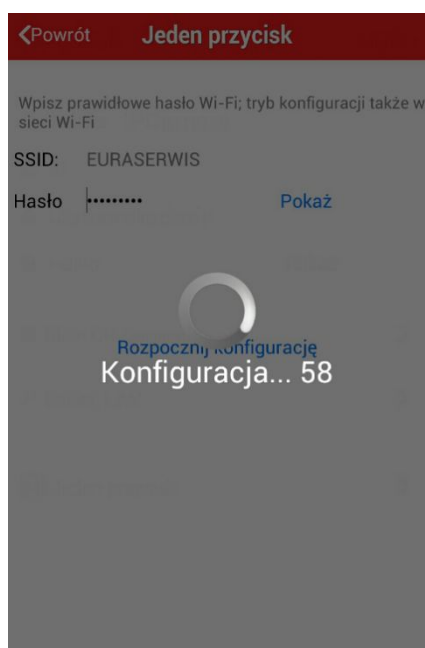 Powrót Jeden przycisk
Wpisz prawidłowe hasło Wi-Fi; tryb konfiguracji także w
sieci Wi-Fi
SSID: EURASERWIS
Hasło ········· Pokaż
Rozpocznij konfigurację
Konfiguracja... 58